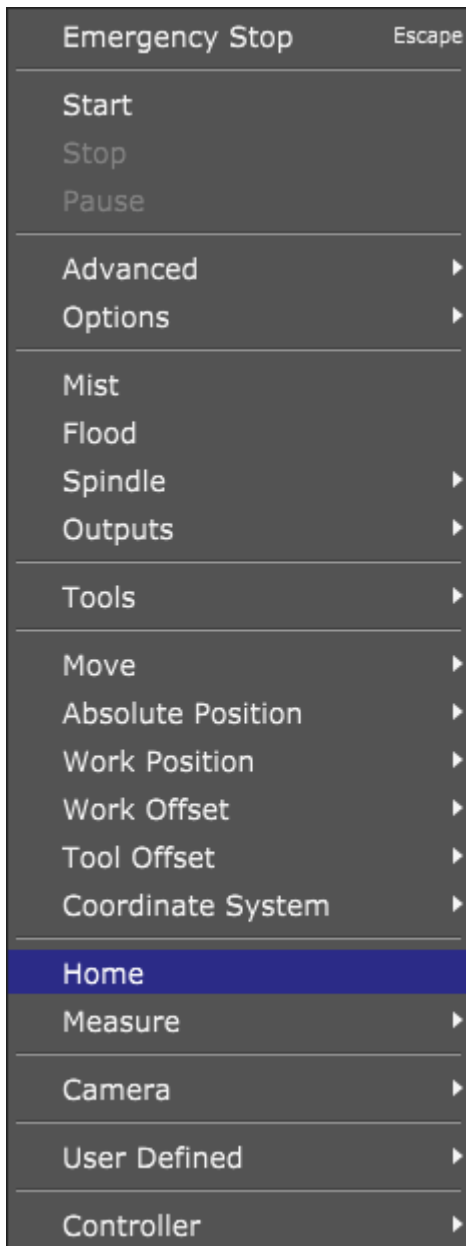 Emergency Stop Escape
Start
Stop
Pause
Advanced
Options
Mist
Flood
Spindle
Outputs
Tools
Move
Absolute Position
Work Position
Work Offset
Tool Offset
Coordinate System
Home
Measure
Camera
User Defined
Controller